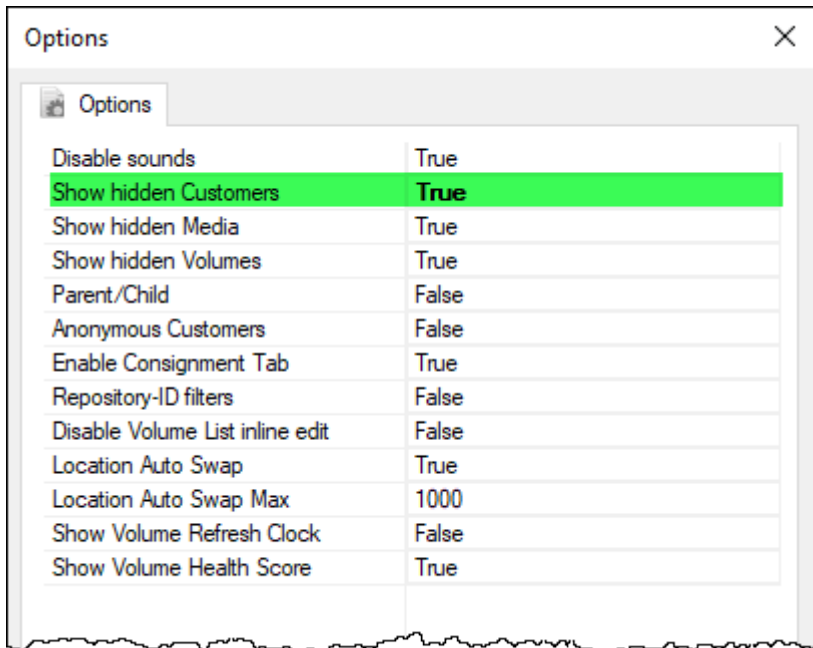 Options
Options
Disable sounds True
Show hidden Customers True
Show hidden Media True
Show hidden Volumes True
Parent/Child False
Anonymous Customers False
Enable Consignment Tab True
Repository-ID filters False
Disable Volume List inline edit False
Location Auto Swap True
Location Auto Swap Max 1000
Show Volume Refresh Clock False
Show Volume Health Score True